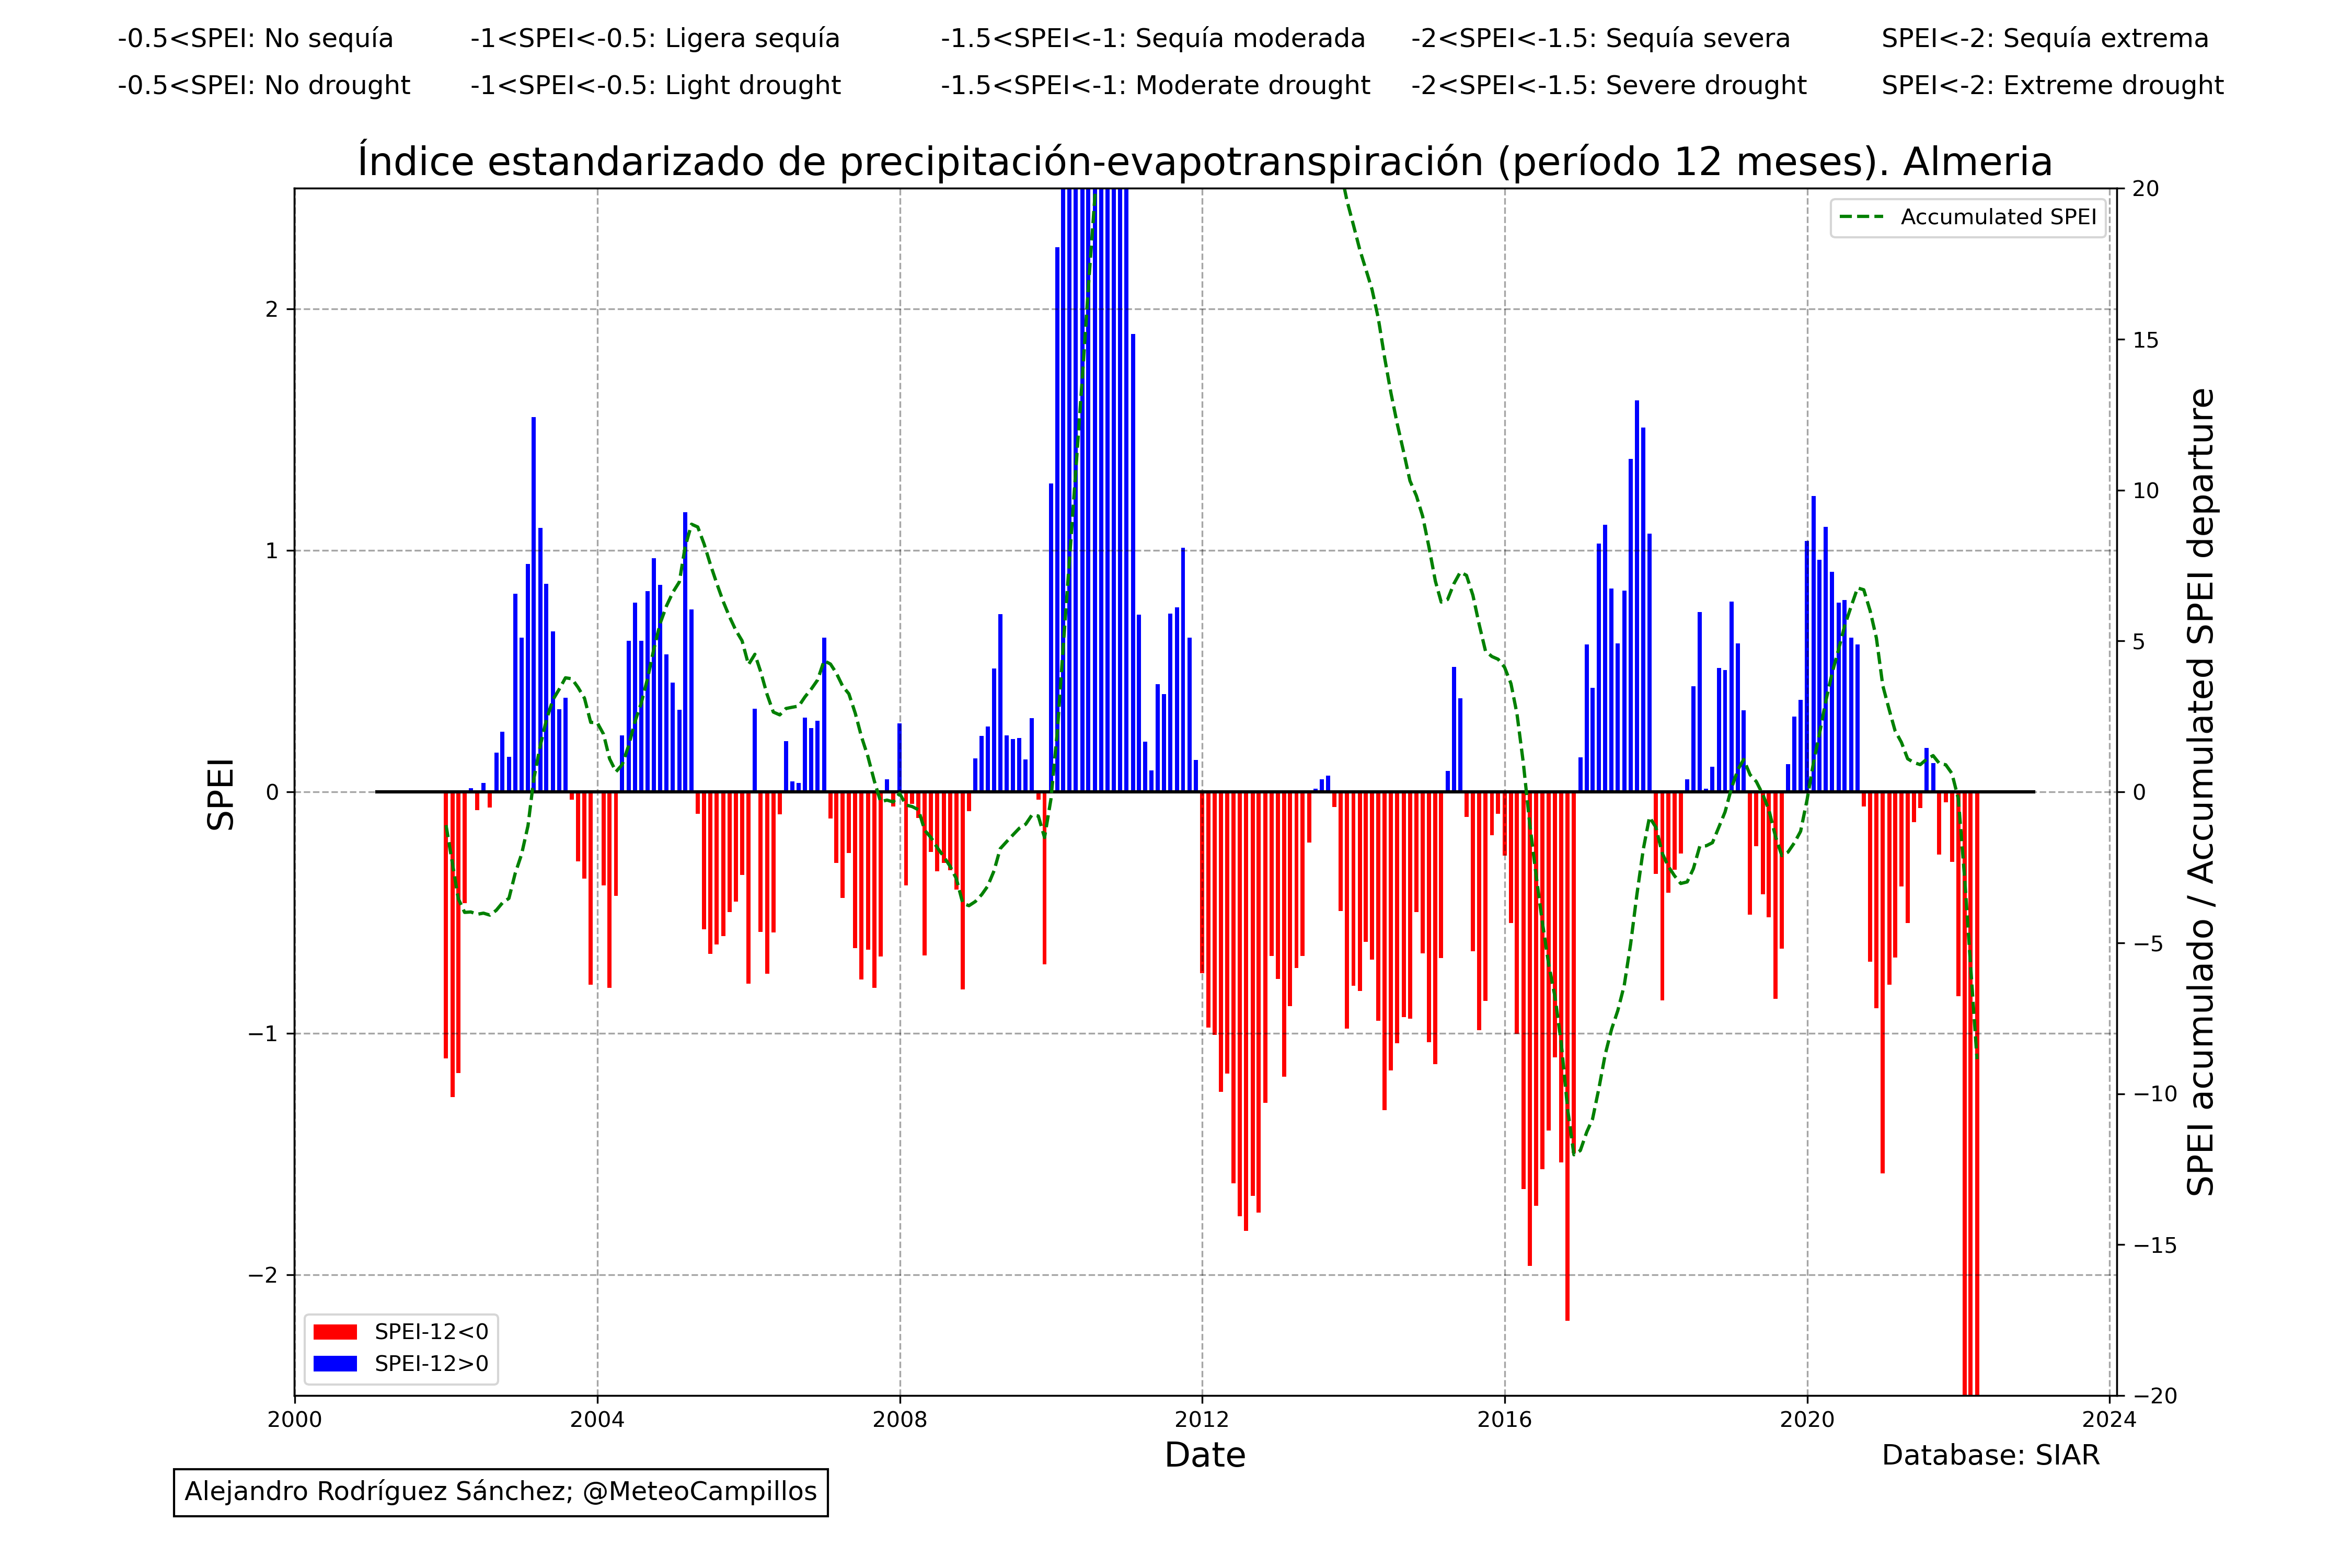 -0.5<SPEI: No sequía -1<SPEI<-0.5: Ligera sequía -1.5<SPEI<-1: Sequía moderada -2<SPEI<-1.5: Sequía severa SPEI<-2: Sequía extrema
-0.5<SPEI: No drought -1<SPEI<-0.5: Light drought -1.5<SPEI<-1: Moderate drought -2<SPEI<-1.5: Severe drought SPEI<-2: Extreme drought
Índice estandarizado de precipitación-evapotranspiración (período 12 meses). Almeria
Accumulated SPEI
SPEI
2
1
0
−1
−2
20
15
10
5
0
−5
−10
−15
−20
SPEI acumulado / Accumulated SPEI departure
SPEI-12<0
SPEI-12>0
2000 2004 2008 2012 2016 2020 2024
Date
Database: SIAR
Alejandro Rodríguez Sánchez; @MeteoCampillos